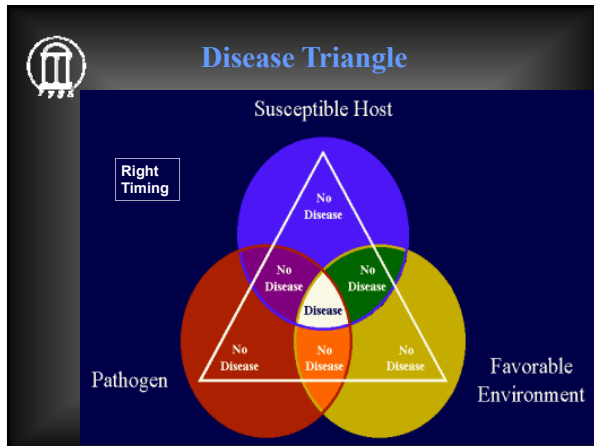 Disease Triangle
Susceptible Host
Right
Timing
No
Disease
No
Disease
No
Disease
Disease
No
Disease
No
Disease
No
Disease
Pathogen
Favorable
Environment